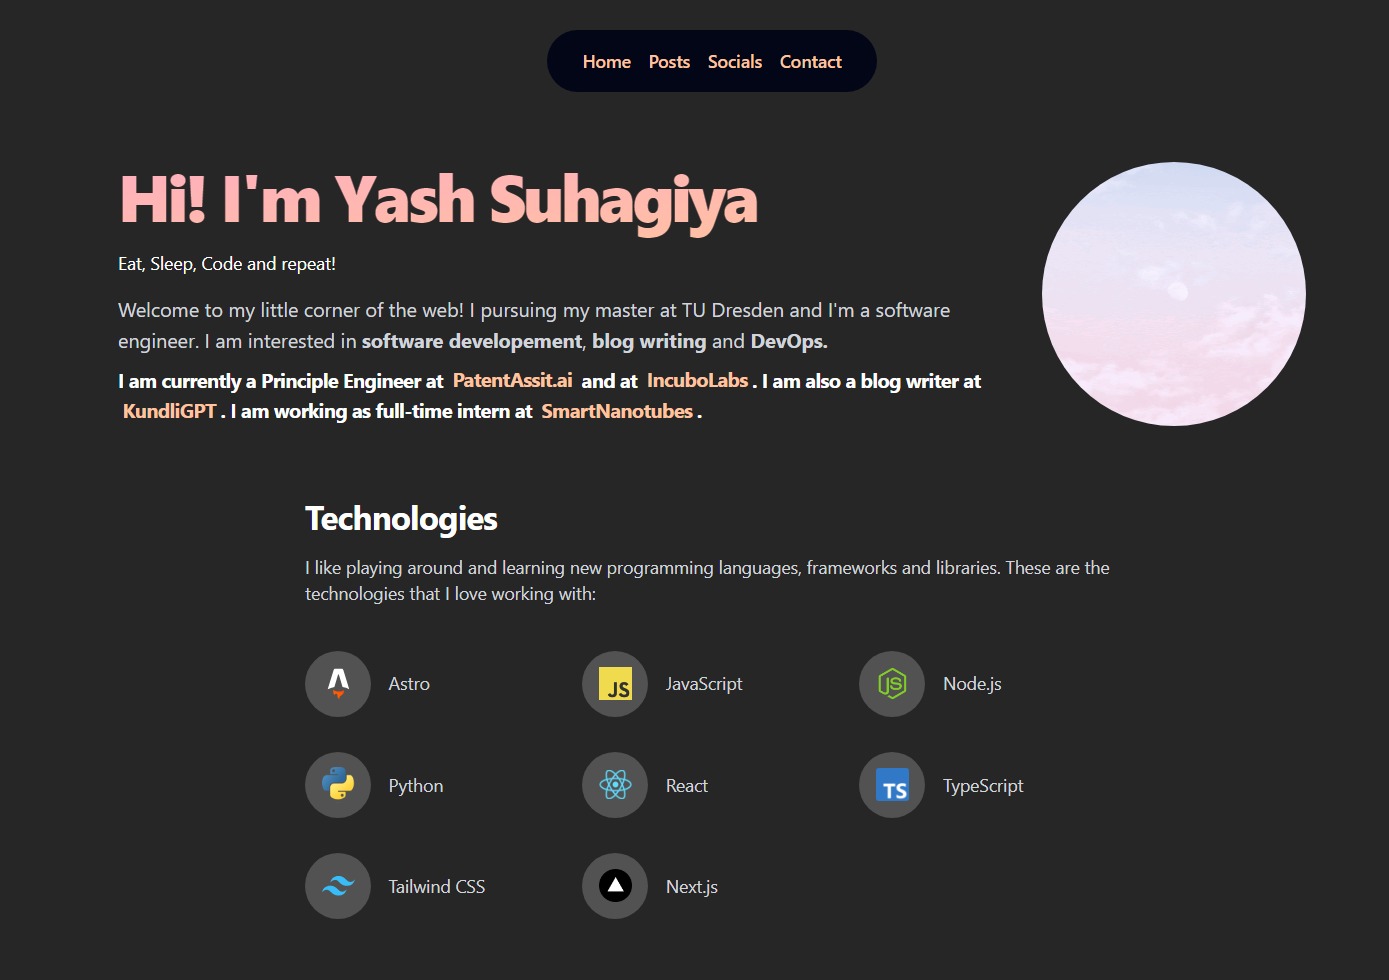 Home Posts Socials Contact
Hi! I'm Yash Suhagiya
Eat, Sleep, Code and repeat!
Welcome to my little corner of the web! I pursuing my master at TU Dresden and I'm a software
engineer. I am interested in software developement, blog writing and DevOps.
I am currently a Principle Engineer at PatentAssit.ai and at IncuboLabs . I am also a blog writer at
KundliGPT . I am working as full-time intern at SmartNanotubes .
Technologies
I like playing around and learning new programming languages, frameworks and libraries. These are the
technologies that I love working with:
Astro
JS JavaScript
JS Node.js
Python
React
TS TypeScript
Tailwind CSS
Next.js